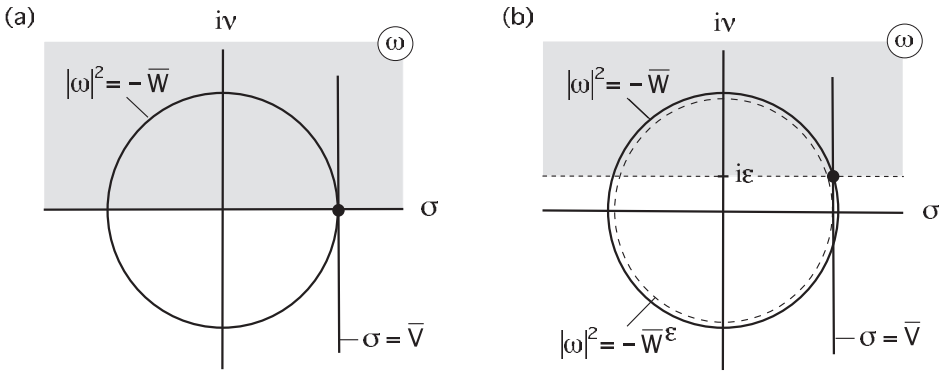 (a)
iν
ω
|ω|² = − W̅
σ
σ = V̅
(b)
iν
ω
|ω|² = − W̅
iε
σ
|ω|² = − W̅^ε
σ = V̅